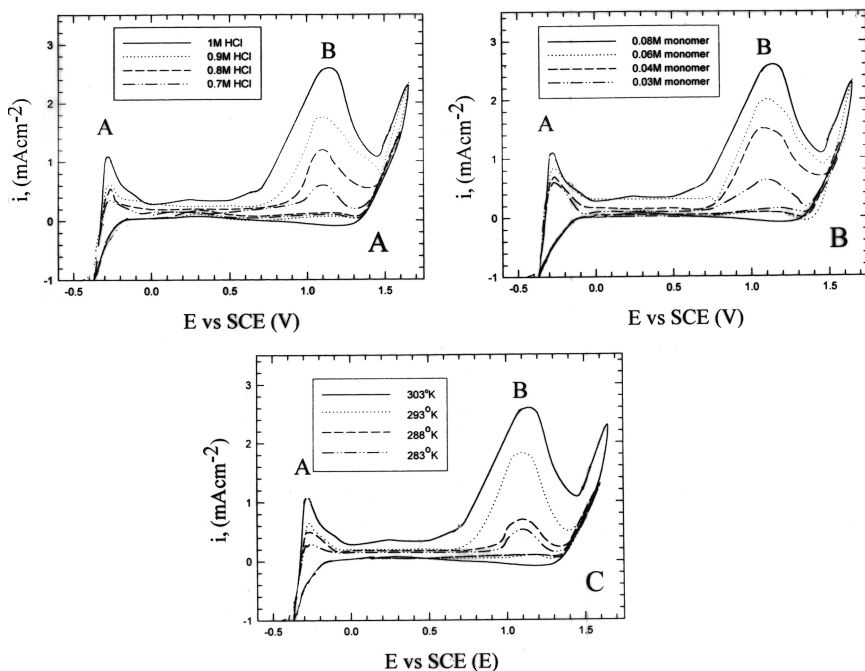 1M HCl
0.9M HCl
0.8M HCl
0.7M HCl
A
B
3
2
1
0
-1
i, (mAcm-2)
A
-0.5 0.0 0.5 1.0 1.5
E vs SCE (V)
0.08M monomer
0.06M monomer
0.04M monomer
0.03M monomer
A
B
3
2
1
0
-1
i, (mAcm-2)
B
-0.5 0.0 0.5 1.0 1.5
E vs SCE (V)
303°K
293°K
288°K
283°K
A
B
3
2
1
0
-1
i, (mAcm-2)
C
-0.5 0.0 0.5 1.0 1.5
E vs SCE (E)